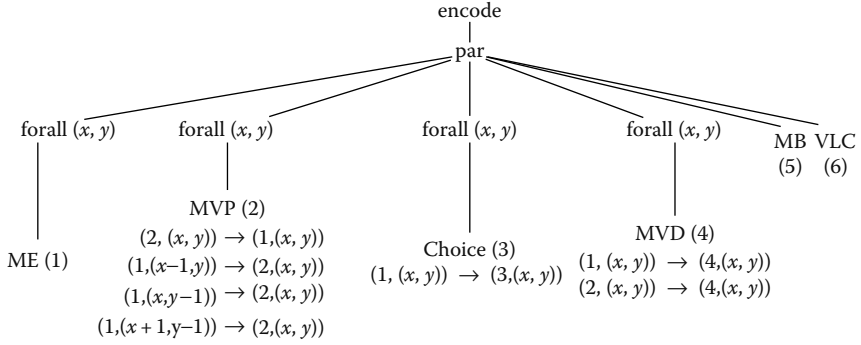 encode
par
forall (x, y) forall (x, y) forall (x, y) forall (x, y) MB VLC
(5) (6)
ME (1)
MVP (2)
(2, (x, y)) → (1,(x, y))
(1,(x−1,y)) → (2,(x, y))
(1,(x,y−1)) → (2,(x, y))
(1,(x + 1,y−1)) → (2,(x, y))
Choice (3)
(1, (x, y)) → (3,(x, y))
MVD (4)
(1, (x, y)) → (4,(x, y))
(2, (x, y)) → (4,(x, y))